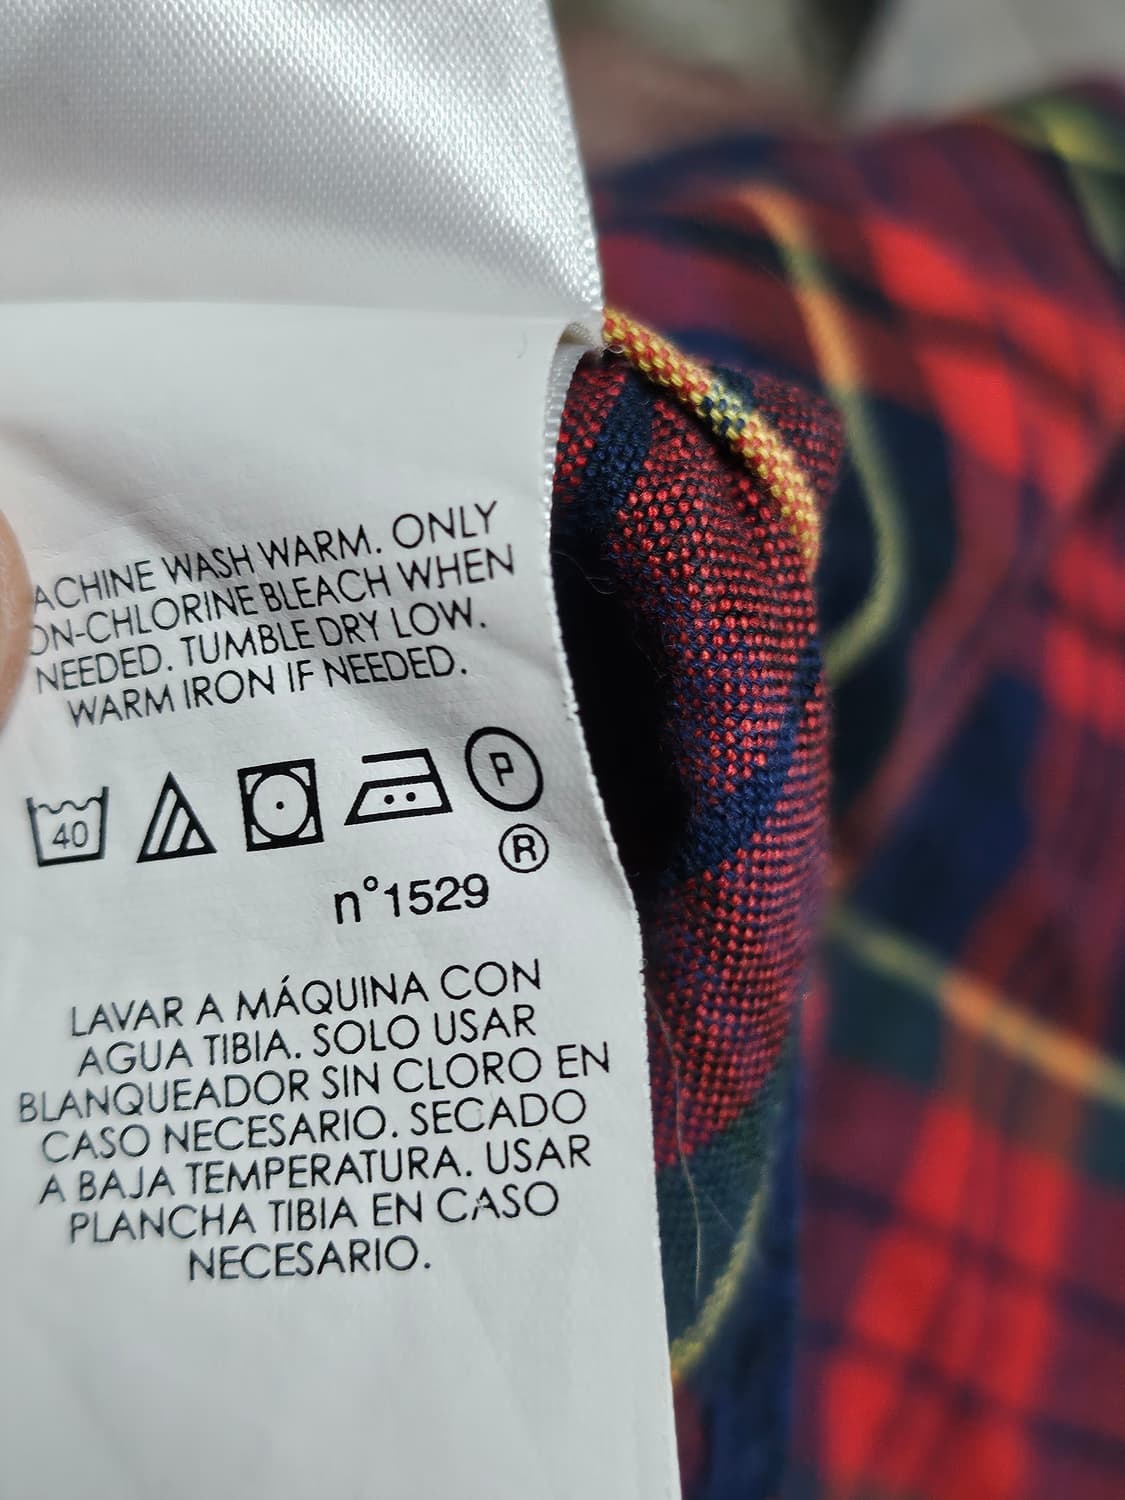 ACHINE WASH WARM. ONLY
ON-CHLORINE BLEACH WHEN
NEEDED. TUMBLE DRY LOW.
WARM IRON IF NEEDED.
40
P
®
n°1529
LAVAR A MÁQUINA CON
AGUA TIBIA. SOLO USAR
BLANQUEADOR SIN CLORO EN
CASO NECESARIO. SECADO
A BAJA TEMPERATURA. USAR
PLANCHA TIBIA EN CASO
NECESARIO.